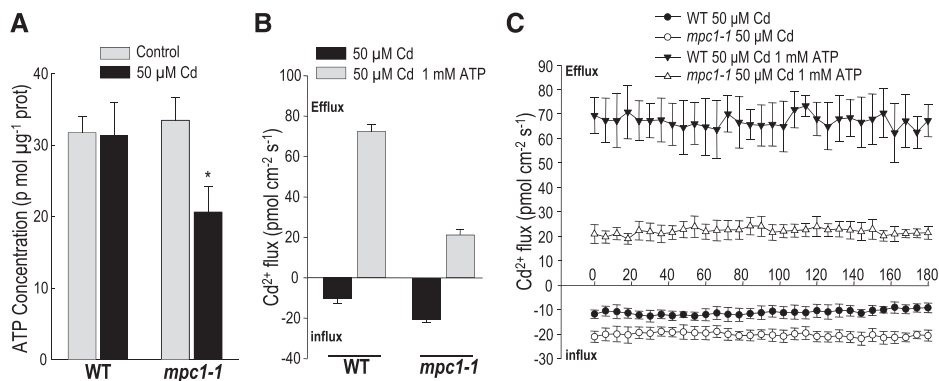 A
Control
50 µM Cd
ATP Concentration (p mol µg⁻¹ prot)
40
30
20
10
0
*
WT
mpc1-1
B
50 µM Cd
50 µM Cd 1 mM ATP
Cd²⁺ flux (pmol cm⁻² s⁻¹)
100
80
60
40
20
0
-20
-40
Efflux
influx
WT
mpc1-1
C
WT 50 µM Cd
mpc1-1 50 µM Cd
WT 50 µM Cd 1 mM ATP
mpc1-1 50 µM Cd 1 mM ATP
Cd²⁺ flux (pmol cm⁻² s⁻¹)
90
80
70
60
50
40
30
20
10
0
-10
-20
-30
Efflux
0 20 40 60 80 100 120 140 160 180
influx